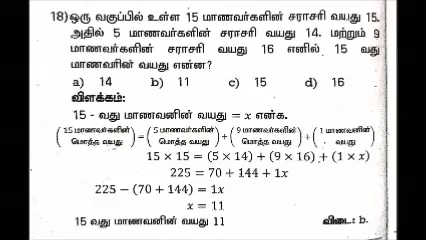 18)ஒரு வகுப்பில் உள்ள 15 மாணவர்களின் சராசரி வயது 15.
அதில் 5 மாணவர்களின் சராசரி வயது 14. மற்றும் 9
மாணவர்களின் சராசரி வயது 16 எனில் 15 வது
மாணவரின் வயது என்ன?
a) 14 b) 11 c) 15 d) 16
விளக்கம்:
15 - வது மாணவனின் வயது = x என்க.
(15 மாணவர்களின் மொத்த வயது) = (5 மாணவர்களின் மொத்த வயது) + (9 மாணவர்களின் மொத்த வயது) + (1 மாணவனின் வயது)
15 × 15 = (5 × 14) + (9 × 16) + (1 × x)
225 = 70 + 144 + 1x
225 − (70 + 144) = 1x
x = 11
15 வது மாணவனின் வயது 11 விடை: b.